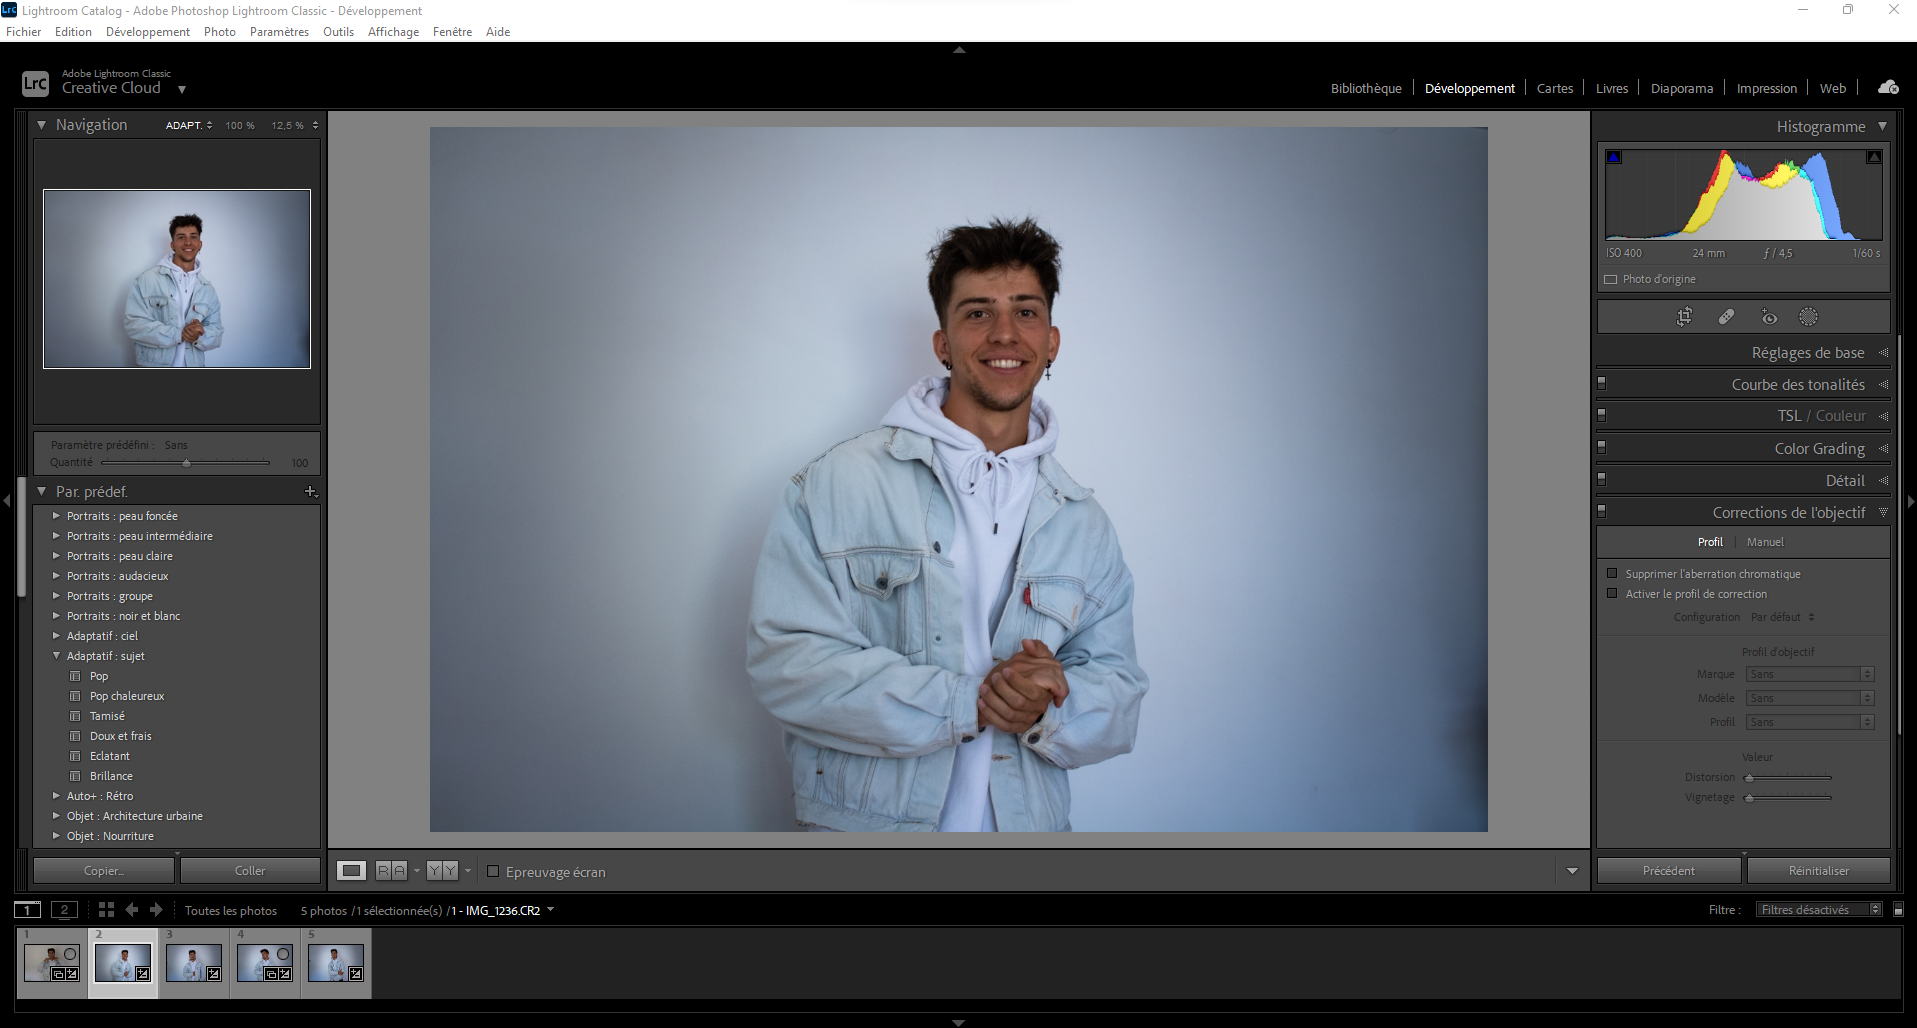 LrC Lightroom Catalog - Adobe Photoshop Lightroom Classic - Développement
Fichier Edition Développement Photo Paramètres Outils Affichage Fenêtre Aide
LrC
Adobe Lightroom Classic
Creative Cloud
Bibliothèque Développement Cartes Livres Diaporama Impression Web
Navigation ADAPT. 100 % 12,5 %
Paramètre prédéfini : Sans
Quantité 100
Par. prédef.
Portraits : peau foncée
Portraits : peau intermédiaire
Portraits : peau claire
Portraits : audacieux
Portraits : groupe
Portraits : noir et blanc
Adaptatif : ciel
Adaptatif : sujet
Pop
Pop chaleureux
Tamisé
Doux et frais
Eclatant
Brillance
Auto+ : Rétro
Objet : Architecture urbaine
Objet : Nourriture
Copier... Coller
R A Y Y Epreuvage écran
Histogramme
ISO 400 24 mm ƒ / 4,5 1/60 s
Photo d'origine
Réglages de base
Courbe des tonalités
TSL / Couleur
Color Grading
Détail
Corrections de l'objectif
Profil Manuel
Supprimer l'aberration chromatique
Activer le profil de correction
Configuration Par défaut
Profil d'objectif
Marque Sans
Modèle Sans
Profil Sans
Valeur
Distorsion
Vignetage
Précédent Réinitialiser
1 2 Toutes les photos 5 photos /1 sélectionnée(s) /1 - IMG_1236.CR2 Filtre : Filtres désactivés
1 2 3 4 5